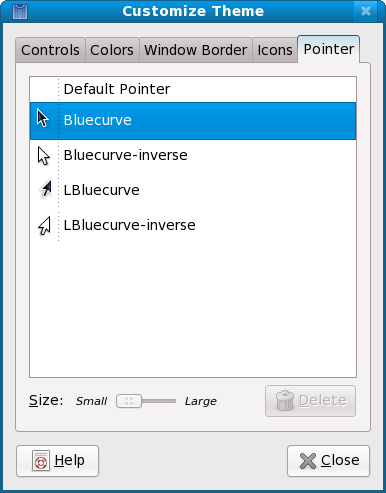 Customize Theme
Controls Colors Window Border Icons Pointer
Default Pointer
Bluecurve
Bluecurve-inverse
LBluecurve
LBluecurve-inverse
Size: Small Large Delete
Help Close